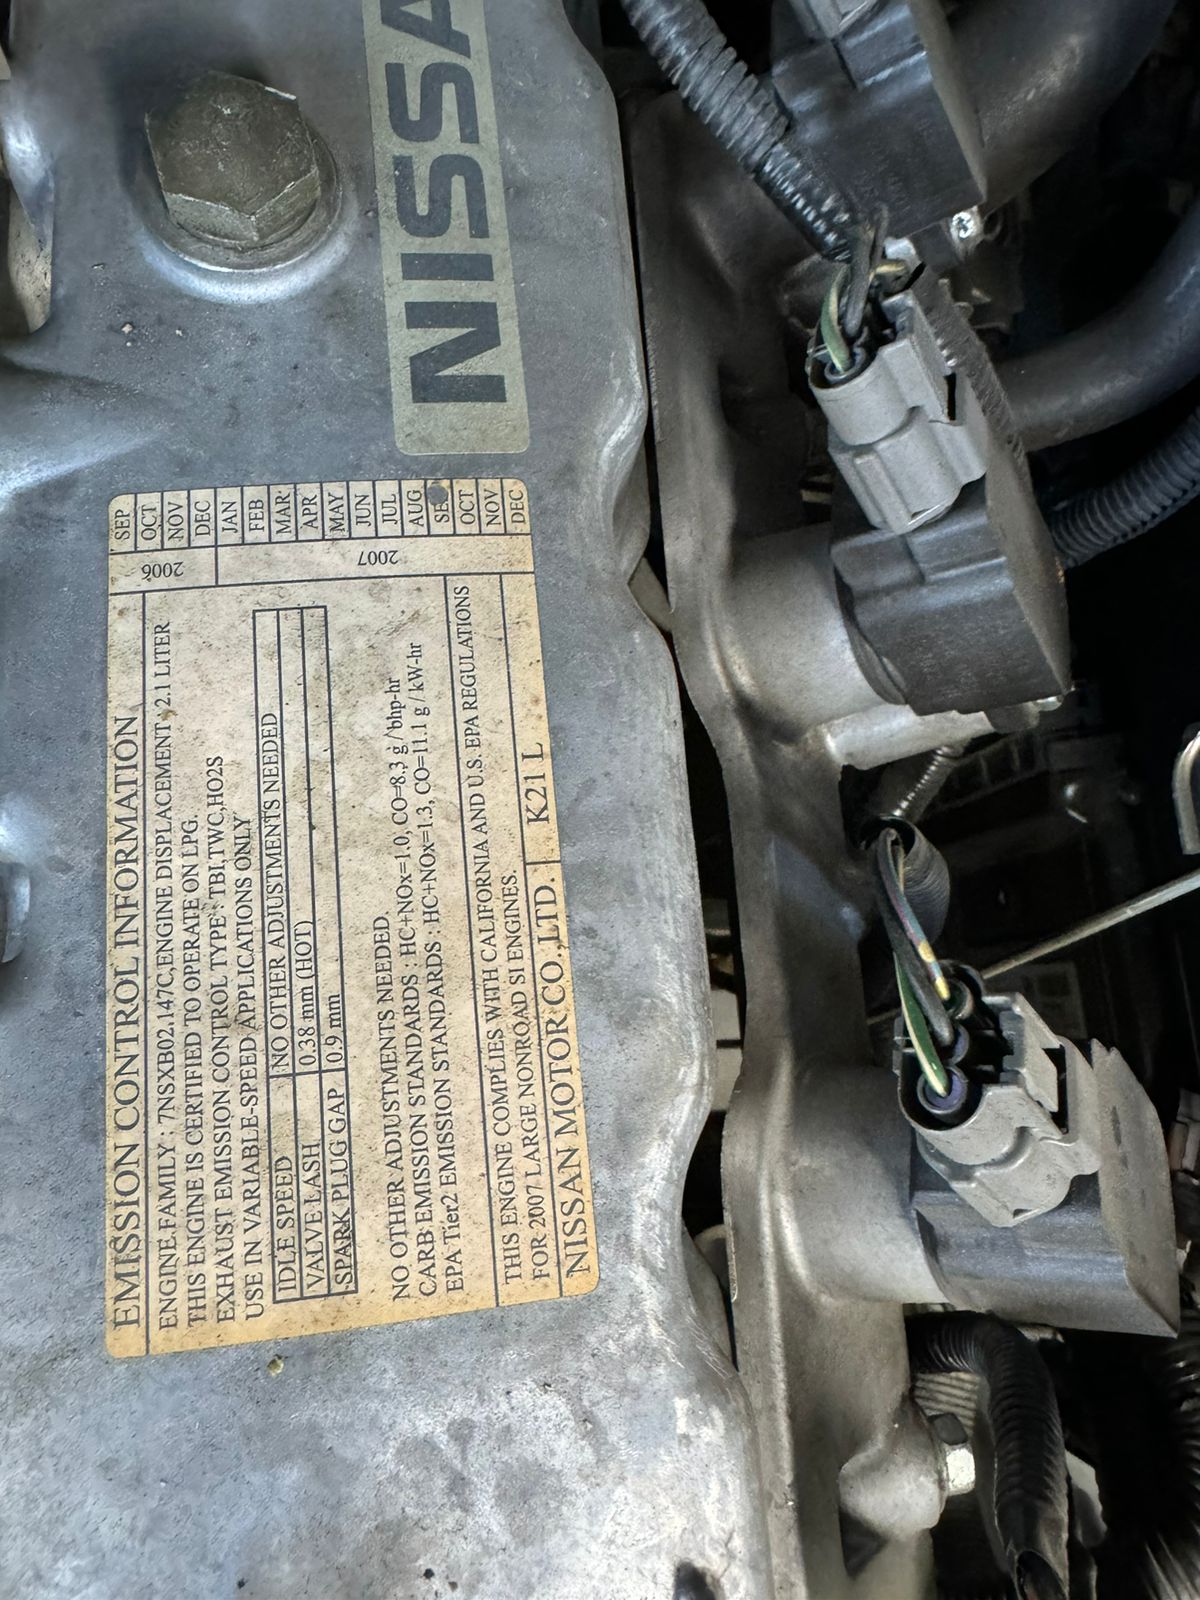 NISSA
EMISSION CONTROL INFORMATION
ENGINE FAMILY : 7NSXB02.147C,ENGINE DISPLACEMENT : 2.1 LITER
THIS ENGINE IS CERTIFIED TO OPERATE ON LPG.
EXHAUST EMISSION CONTROL TYPE : TBI,TWC,HO2S
USE IN VARIABLE-SPEED APPLICATIONS ONLY
IDLE SPEED NO OTHER ADJUSTMENTS NEEDED
VALVE LASH 0.38 mm (HOT)
SPARK PLUG GAP 0.9 mm
NO OTHER ADJUSTMENTS NEEDED.
CARB EMISSION STANDARDS : HC+NOx=1.0, CO=8.3 g / bhp-hr
EPA Tier2 EMISSION STANDARDS : HC+NOx=1.3, CO=11.1 g / kW-hr
THIS ENGINE COMPLIES WITH CALIFORNIA AND U.S. EPA REGULATIONS
FOR 2007 LARGE NONROAD SI ENGINES.
NISSAN MOTOR CO.,LTD. K21 L
2006
SEP
OCT
NOV
DEC
2007
JAN
FEB
MAR
APR
MAY
JUN
JUL
AUG
SE
OCT
NOV
DEC